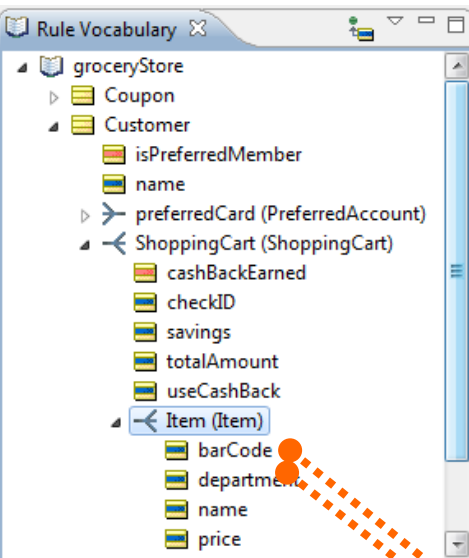 Rule Vocabulary
groceryStore
Coupon
Customer
isPreferredMember
name
preferredCard (PreferredAccount)
ShoppingCart (ShoppingCart)
cashBackEarned
checkID
savings
totalAmount
useCashBack
Item (Item)
barCode
department
name
price